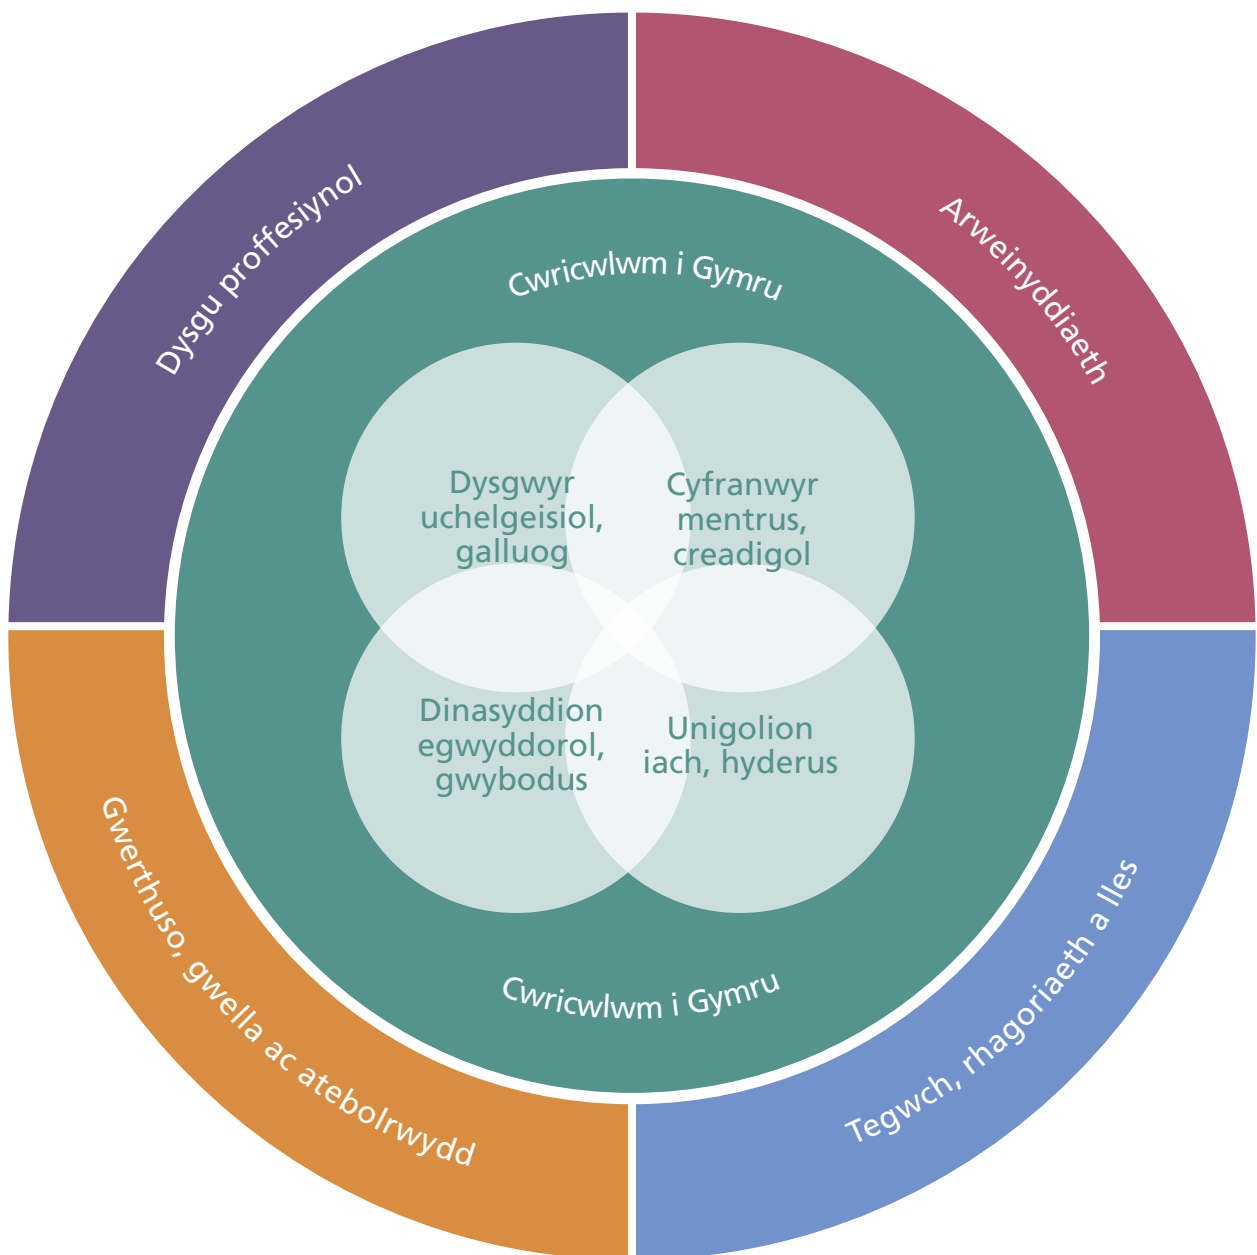 Dysgu proffesiynol
Arweinyddiaeth
Cwricwlwm i Gymru
Dysgwyr
uchelgeisiol,
galluog
Cyfranwyr
mentrus,
creadigol
Dinasyddion
egwyddorol,
gwybodus
Unigolion
iach, hyderus
Cwricwlwm i Gymru
Gwerthuso, gwella ac atebolrwydd
Tegwch, rhagoriaeth a lles